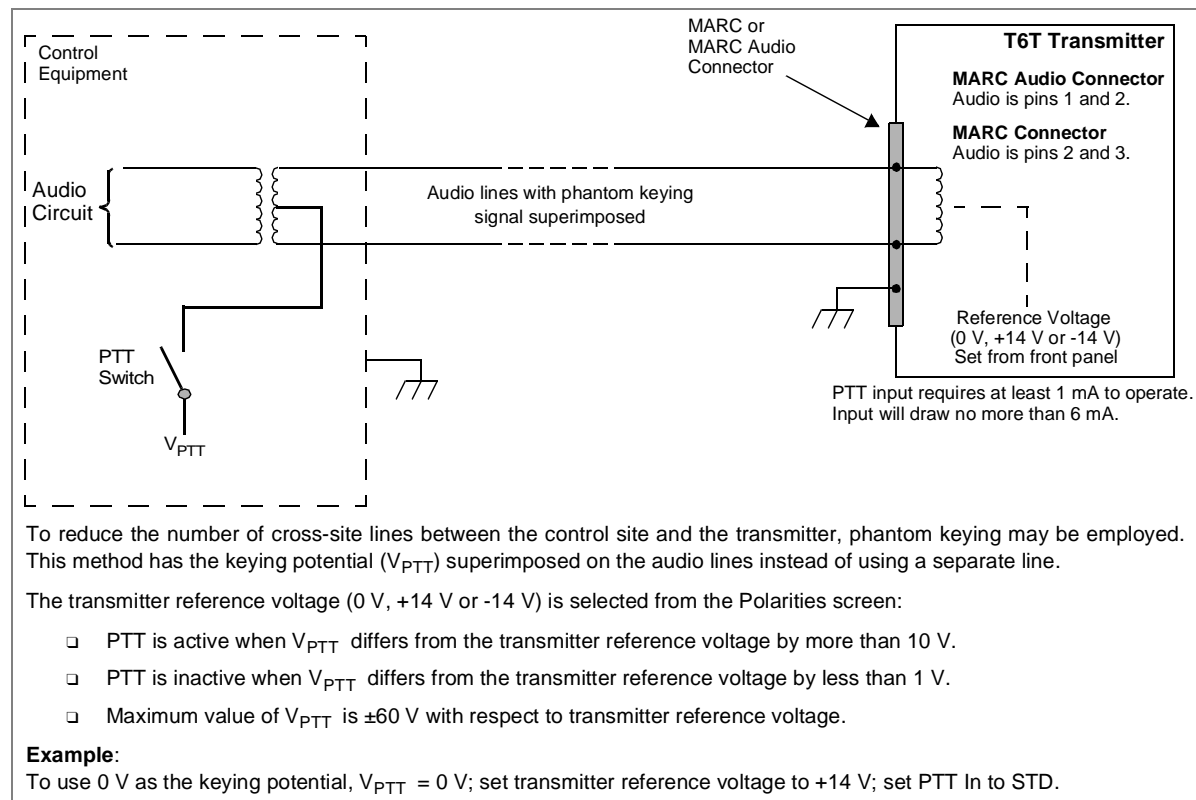 Control
Equipment
MARC or
MARC Audio
Connector
T6T Transmitter
MARC Audio Connector
Audio is pins 1 and 2.
MARC Connector
Audio is pins 2 and 3.
Audio
Circuit
Audio lines with phantom keying
signal superimposed
PTT
Switch
VPTT
Reference Voltage
(0 V, +14 V or -14 V)
Set from front panel
PTT input requires at least 1 mA to operate.
Input will draw no more than 6 mA.
To reduce the number of cross-site lines between the control site and the transmitter, phantom keying may be employed.
This method has the keying potential (VPTT) superimposed on the audio lines instead of using a separate line.
The transmitter reference voltage (0 V, +14 V or -14 V) is selected from the Polarities screen:
❑ PTT is active when VPTT differs from the transmitter reference voltage by more than 10 V.
❑ PTT is inactive when VPTT differs from the transmitter reference voltage by less than 1 V.
❑ Maximum value of VPTT is ±60 V with respect to transmitter reference voltage.
Example:
To use 0 V as the keying potential, VPTT = 0 V; set transmitter reference voltage to +14 V; set PTT In to STD.